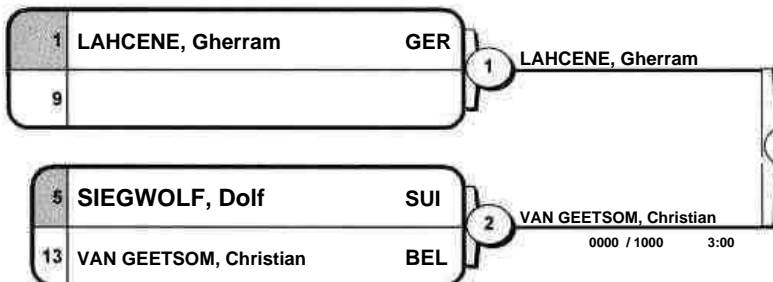 1 LAHCENE, Gherram GER
1 LAHCENE, Gherram
9
5 SIEGWOLF, Dolf SUI
2 VAN GEETSOM, Christian
13 VAN GEETSOM, Christian BEL
0000 / 1000 3:00